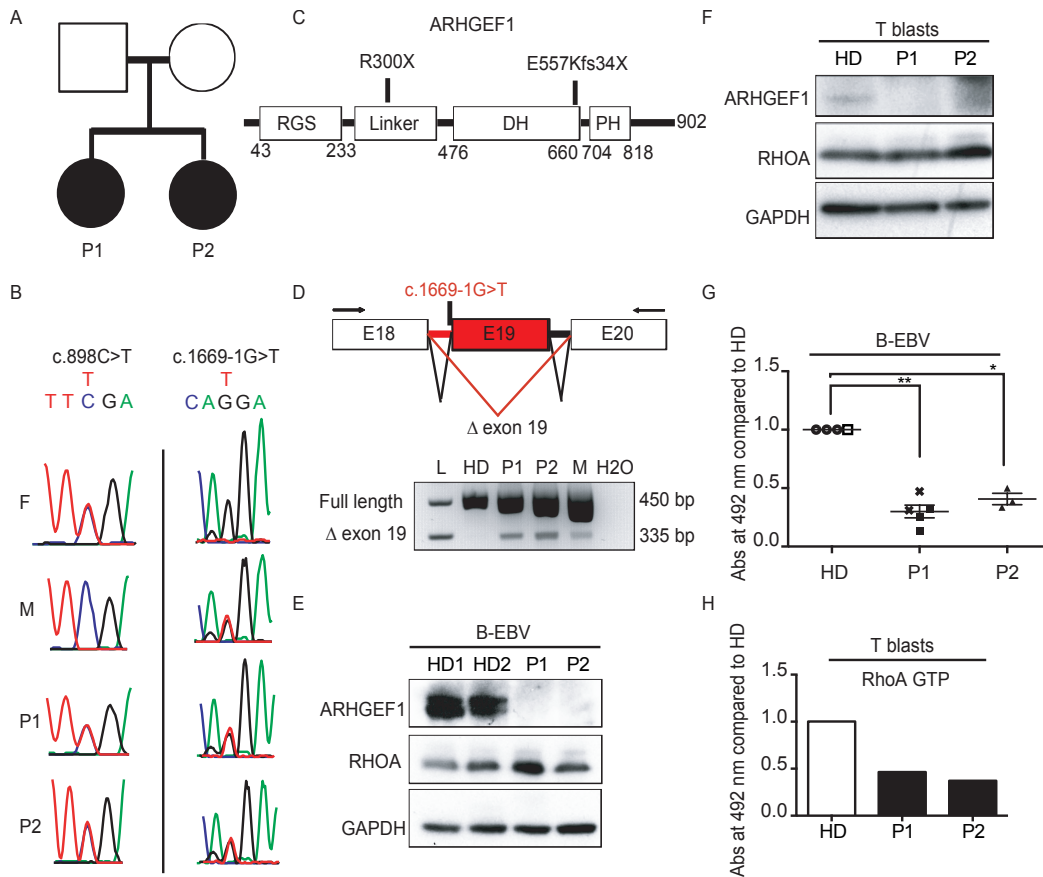 A
P1 P2
B
c.898C>T
T
T T C G A
c.1669-1G>T
T
C A G G A
F
M
P1
P2
C
ARHGEF1
R300X
E557Kfs34X
RGS Linker DH PH 902
43 233 476 660 704 818
D
c.1669-1G>T
E18 E19 E20
Δ exon 19
L HD P1 P2 M H2O
Full length 450 bp
Δ exon 19 335 bp
E
B-EBV
HD1 HD2 P1 P2
ARHGEF1
RHOA
GAPDH
F
T blasts
HD P1 P2
ARHGEF1
RHOA
GAPDH
G
B-EBV
Abs at 492 nm compared to HD
1.5
1.0
0.5
0.0
**
*
HD P1 P2
H
T blasts
RhoA GTP
Abs at 492 nm compared to HD
1.5
1.0
0.5
0.0
HD P1 P2